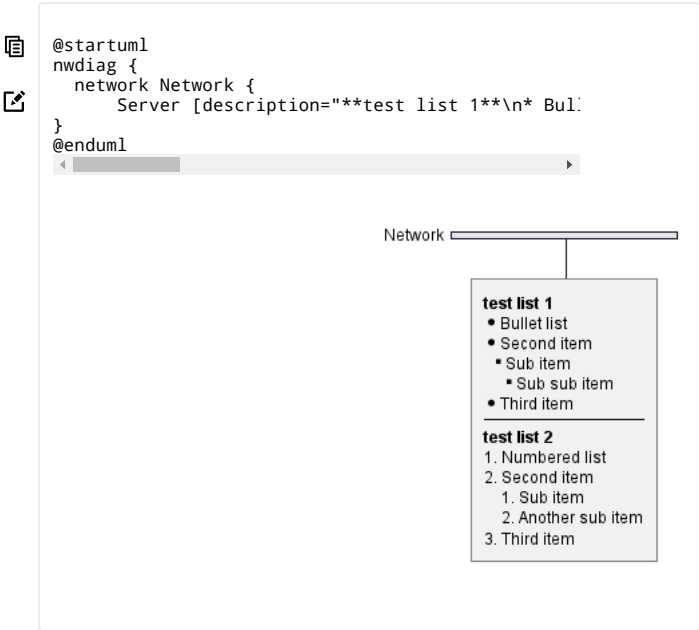 @startuml
nwdiag {
  network Network {
      Server [description="**test list 1**\n* Bul
}
@enduml
Network
test list 1
• Bullet list
• Second item
▪ Sub item
▪ Sub sub item
• Third item
test list 2
1. Numbered list
2. Second item
1. Sub item
2. Another sub item
3. Third item